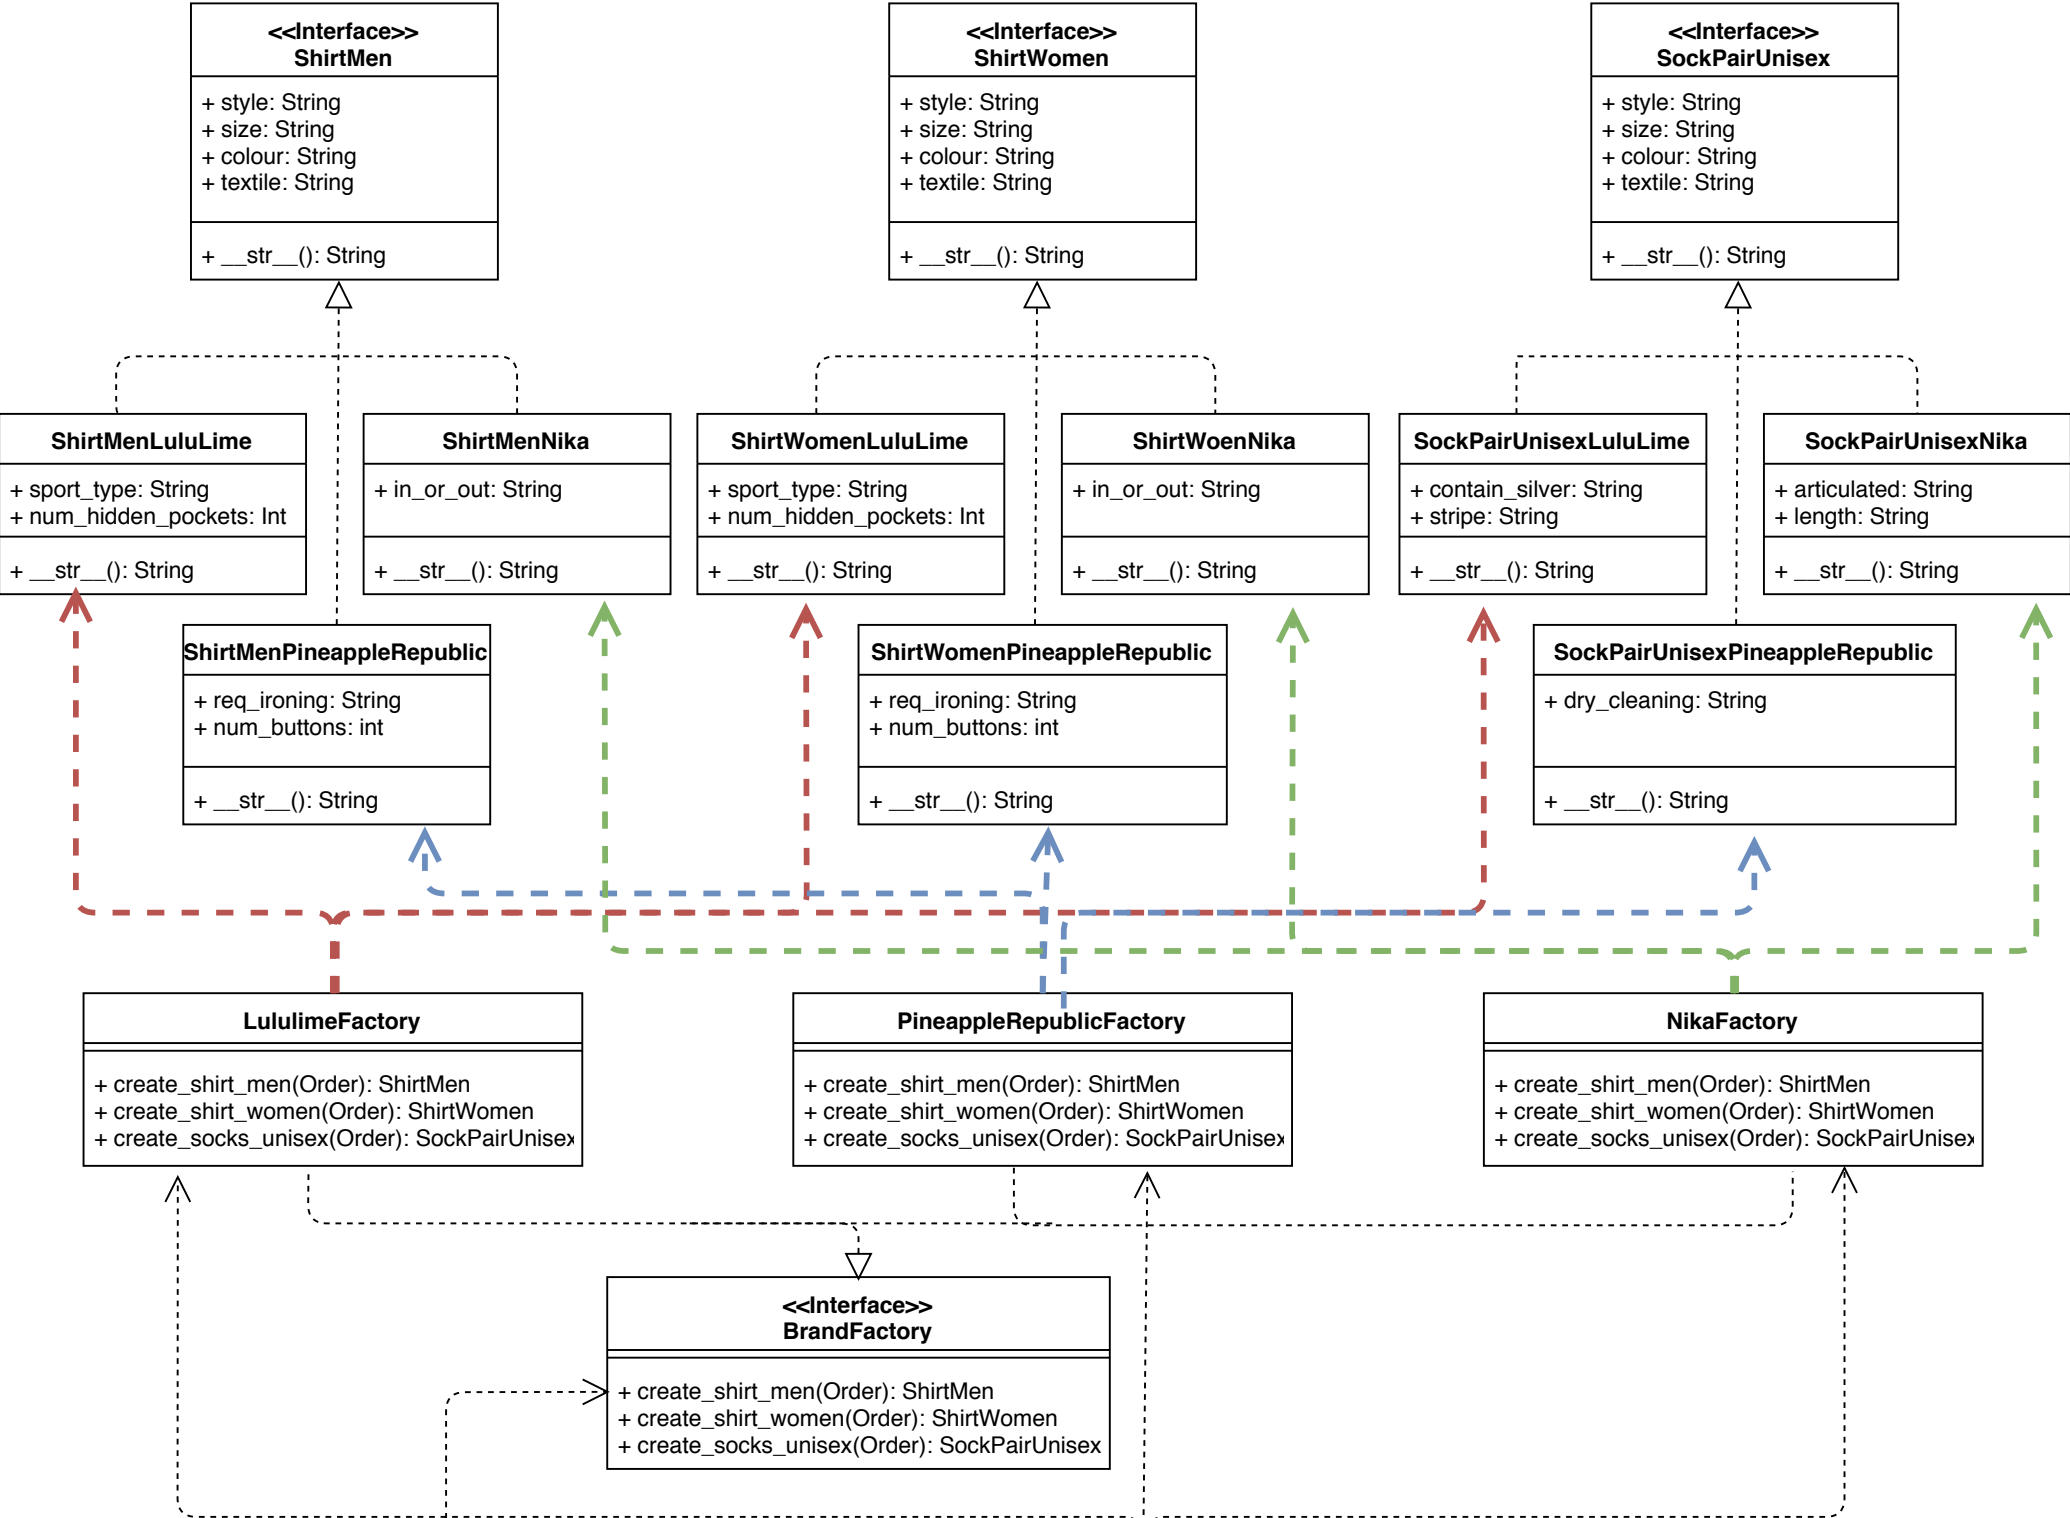 <<Interface>>
ShirtMen
+ style: String
+ size: String
+ colour: String
+ textile: String
+ __str__(): String
<<Interface>>
ShirtWomen
+ style: String
+ size: String
+ colour: String
+ textile: String
+ __str__(): String
<<Interface>>
SockPairUnisex
+ style: String
+ size: String
+ colour: String
+ textile: String
+ __str__(): String
ShirtMenLuluLime
+ sport_type: String
+ num_hidden_pockets: Int
+ __str__(): String
ShirtMenNika
+ in_or_out: String
+ __str__(): String
ShirtWomenLuluLime
+ sport_type: String
+ num_hidden_pockets: Int
+ __str__(): String
ShirtWoenNika
+ in_or_out: String
+ __str__(): String
SockPairUnisexLuluLime
+ contain_silver: String
+ stripe: String
+ __str__(): String
SockPairUnisexNika
+ articulated: String
+ length: String
+ __str__(): String
ShirtMenPineappleRepublic
+ req_ironing: String
+ num_buttons: int
+ __str__(): String
ShirtWomenPineappleRepublic
+ req_ironing: String
+ num_buttons: int
+ __str__(): String
SockPairUnisexPineappleRepublic
+ dry_cleaning: String
+ __str__(): String
LululimeFactory
+ create_shirt_men(Order): ShirtMen
+ create_shirt_women(Order): ShirtWomen
+ create_socks_unisex(Order): SockPairUnisex
PineappleRepublicFactory
+ create_shirt_men(Order): ShirtMen
+ create_shirt_women(Order): ShirtWomen
+ create_socks_unisex(Order): SockPairUnisex
NikaFactory
+ create_shirt_men(Order): ShirtMen
+ create_shirt_women(Order): ShirtWomen
+ create_socks_unisex(Order): SockPairUnisex
<<Interface>>
BrandFactory
+ create_shirt_men(Order): ShirtMen
+ create_shirt_women(Order): ShirtWomen
+ create_socks_unisex(Order): SockPairUnisex